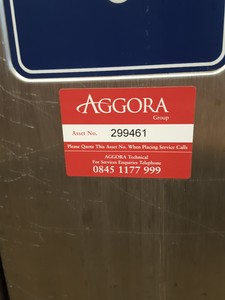 AGGORA
Group
Asset No. 299461
Please Quote This Asset No. When Placing Service Calls
AGGORA Technical
For Services Enquiries Telephone
0845 1177 999